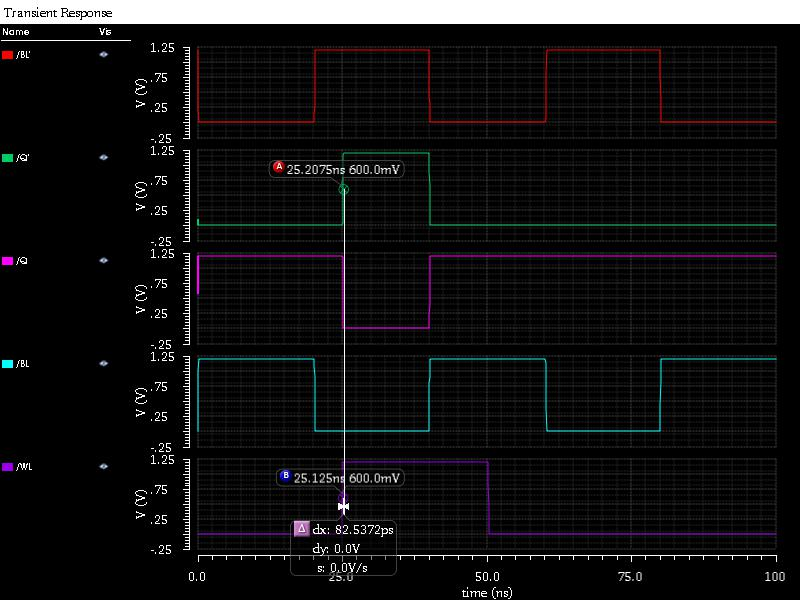 Transient Response
Name Vis
/BL'
1.25
.75
.25
-.25
V (V)
/Q'
1.25
.75
.25
-.25
V (V)
A 25.2075ns 600.0mV
/Q
1.25
.75
.25
-.25
V (V)
/BL
1.25
.75
.25
-.25
V (V)
/WL
1.25
.75
.25
-.25
V (V)
B 25.125ns 600.0mV
Δ dx: 82.5372ps
dy: 0.0V
s: 0.0V/s
0.0 25.0 50.0 75.0 100
time (ns)